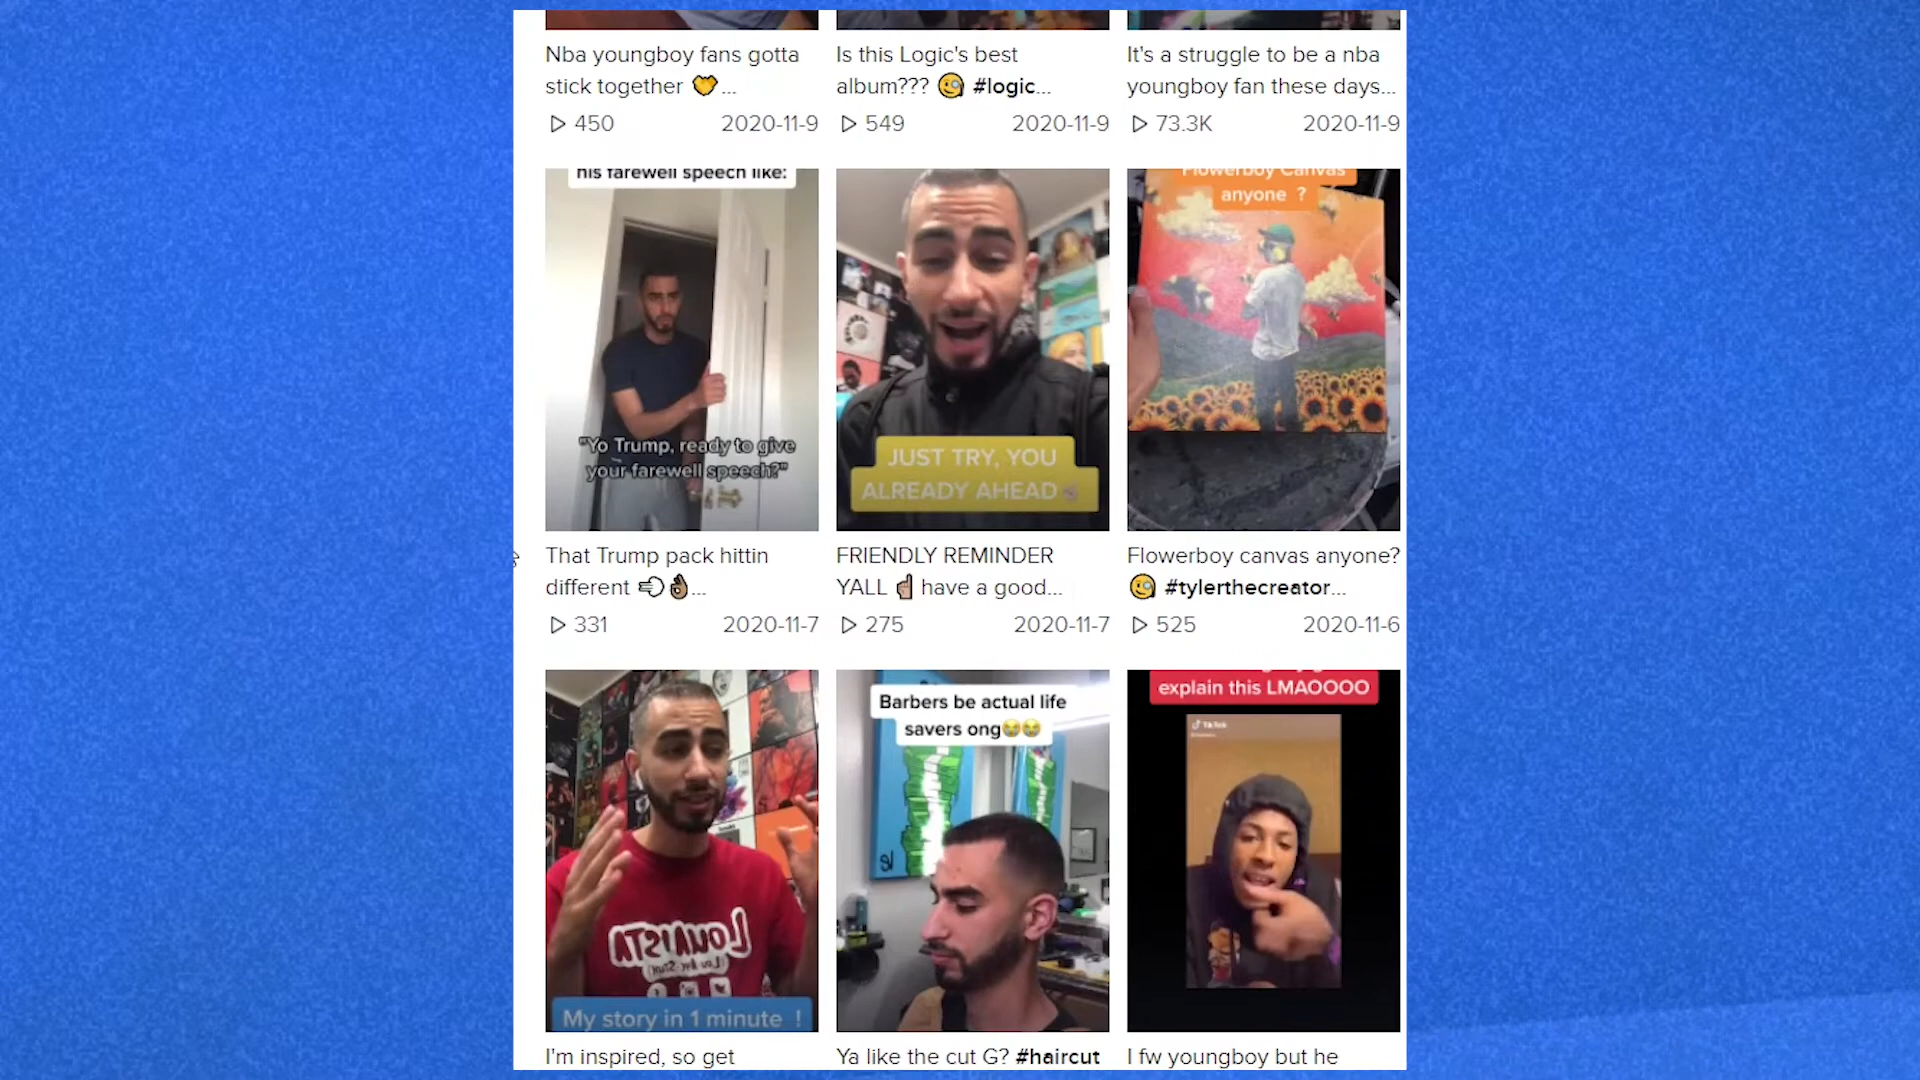 Nba youngboy fans gotta
stick together 🤝...
▷ 450 2020-11-9
Is this Logic's best
album??? 🧐 #logic...
▷ 549 2020-11-9
It's a struggle to be a nba
youngboy fan these days...
▷ 73.3K 2020-11-9
his farewell speech like:
"Yo Trump, ready to give
your farewell speech?"
That Trump pack hittin
different 💨👌🏽...
▷ 331 2020-11-7
JUST TRY, YOU
ALREADY AHEAD☝🏽
FRIENDLY REMINDER
YALL ☝🏽 have a good...
▷ 275 2020-11-7
Flowerboy Canvas
anyone ?
Flowerboy canvas anyone?
🧐 #tylerthecreator...
▷ 525 2020-11-6
LOUNISTA
My story in 1 minute !
I'm inspired, so get
Barbers be actual life
savers ong😭😭
Ya like the cut G? #haircut
explain this LMAOOOO
TikTok
I fw youngboy but he